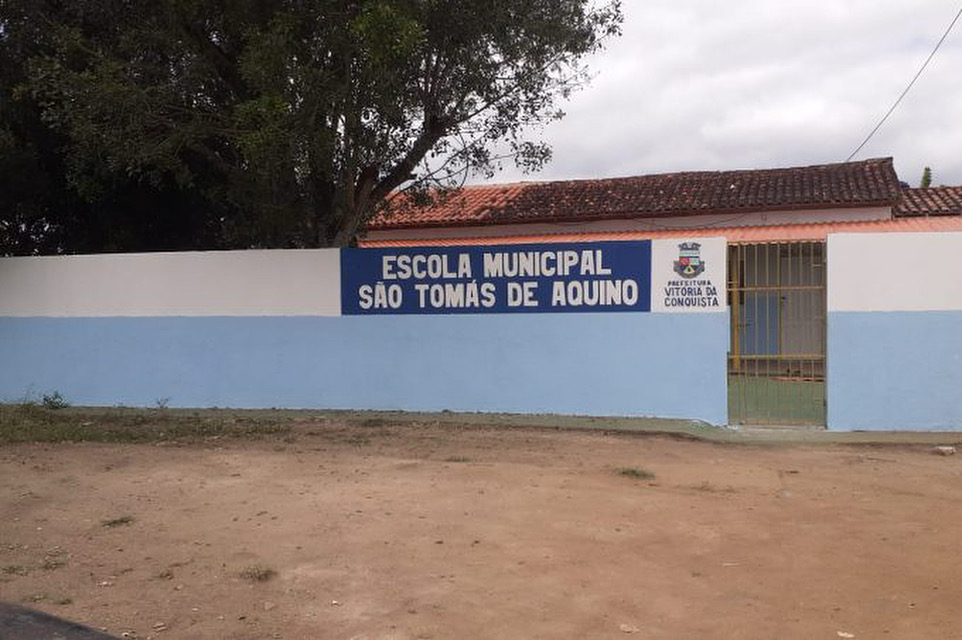 ESCOLA MUNICIPAL
SÃO TOMÁS DE AQUINO
PREFEITURA
VITÓRIA DA
CONQUISTA